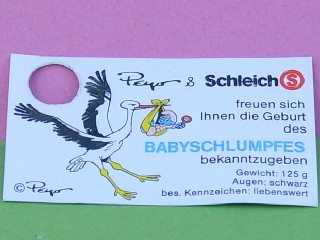 Peyo & Schleich S
freuen sich
Ihnen die Geburt
des
BABYSCHLUMPFES
bekanntzugeben
Gewicht: 125 g
Augen: schwarz
bes. Kennzeichen: liebenswert
© Peyo